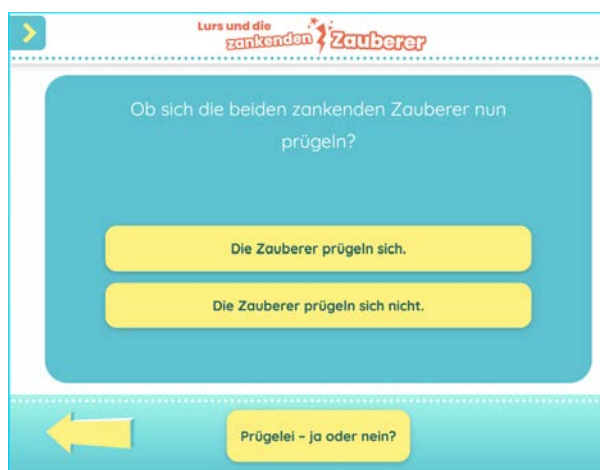 Lurs und die
zankenden Zauberer
Ob sich die beiden zankenden Zauberer nun
prügeln?
Die Zauberer prügeln sich.
Die Zauberer prügeln sich nicht.
Prügelei – ja oder nein?